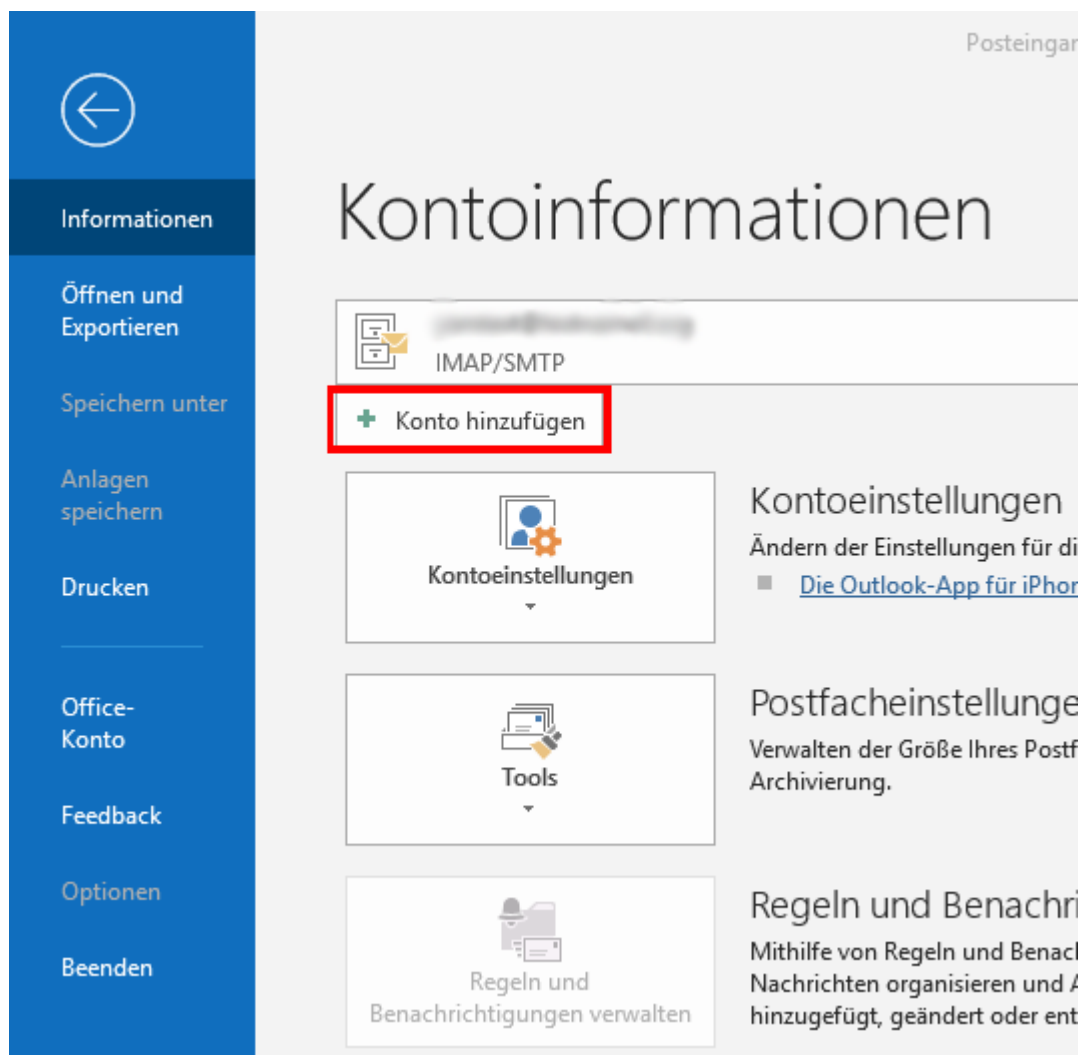 Posteingan
Informationen
Öffnen und
Exportieren
Speichern unter
Anlagen
speichern
Drucken
Office-
Konto
Feedback
Optionen
Beenden
Kontoinformationen
IMAP/SMTP
Konto hinzufügen
Kontoeinstellungen
Kontoeinstellungen
Ändern der Einstellungen für di
Die Outlook-App für iPhon
Tools
Postfacheinstellunge
Verwalten der Größe Ihres Postf
Archivierung.
Regeln und
Benachrichtigungen verwalten
Regeln und Benachri
Mithilfe von Regeln und Benach
Nachrichten organisieren und A
hinzugefügt, geändert oder ent